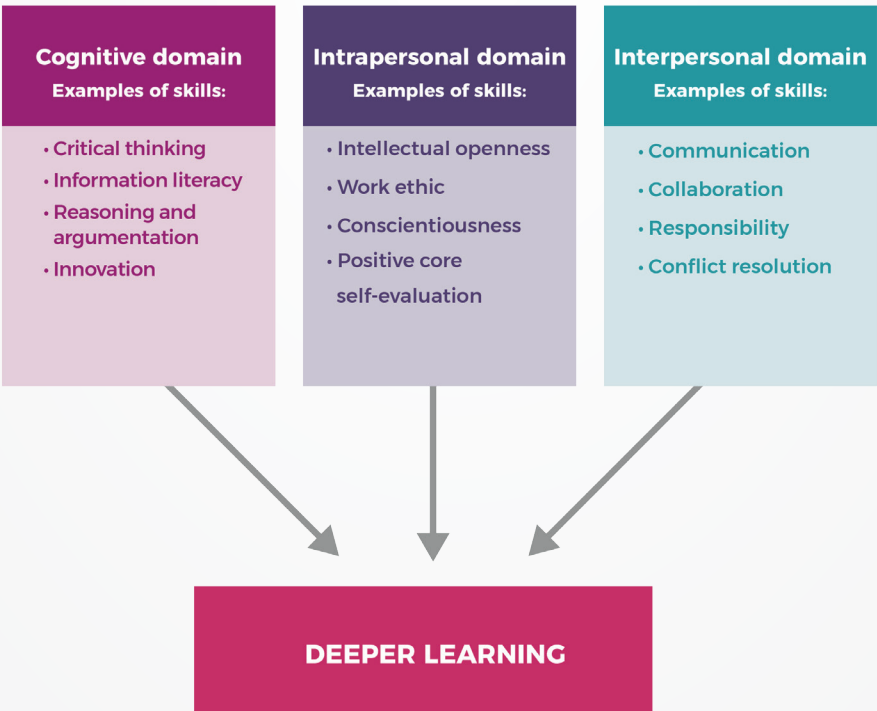 Cognitive domain
Examples of skills:
• Critical thinking
• Information literacy
• Reasoning and
argumentation
• Innovation
Intrapersonal domain
Examples of skills:
• Intellectual openness
• Work ethic
• Conscientiousness
• Positive core
self-evaluation
Interpersonal domain
Examples of skills:
• Communication
• Collaboration
• Responsibility
• Conflict resolution
DEEPER LEARNING